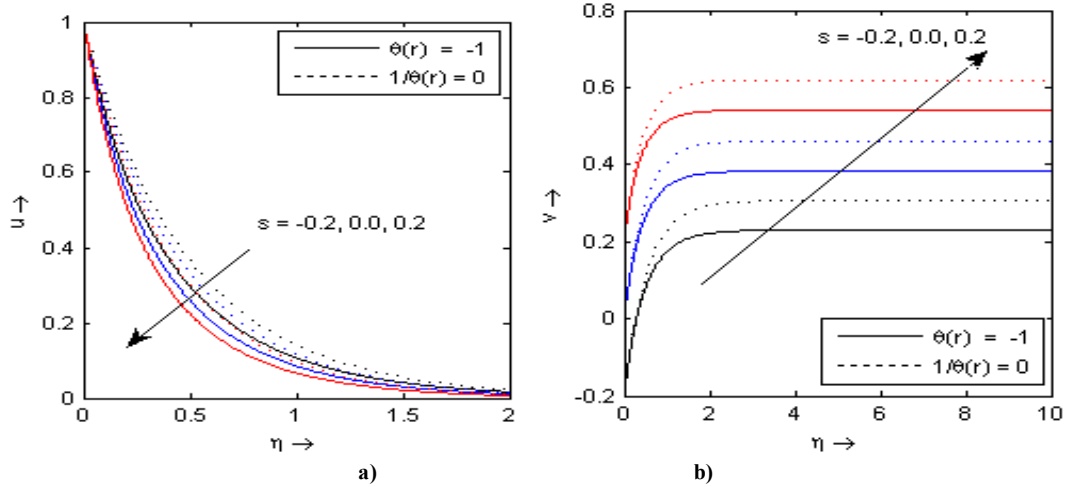 1
0.8
0.6
0.4
0.2
0
0
0.5
1
1.5
2
u →
η →
θ(r) = -1
1/θ(r) = 0
s = -0.2, 0.0, 0.2
a)
0.8
0.6
0.4
0.2
0
-0.2
0
2
4
6
8
10
v →
η →
s = -0.2, 0.0, 0.2
θ(r) = -1
1/θ(r) = 0
b)